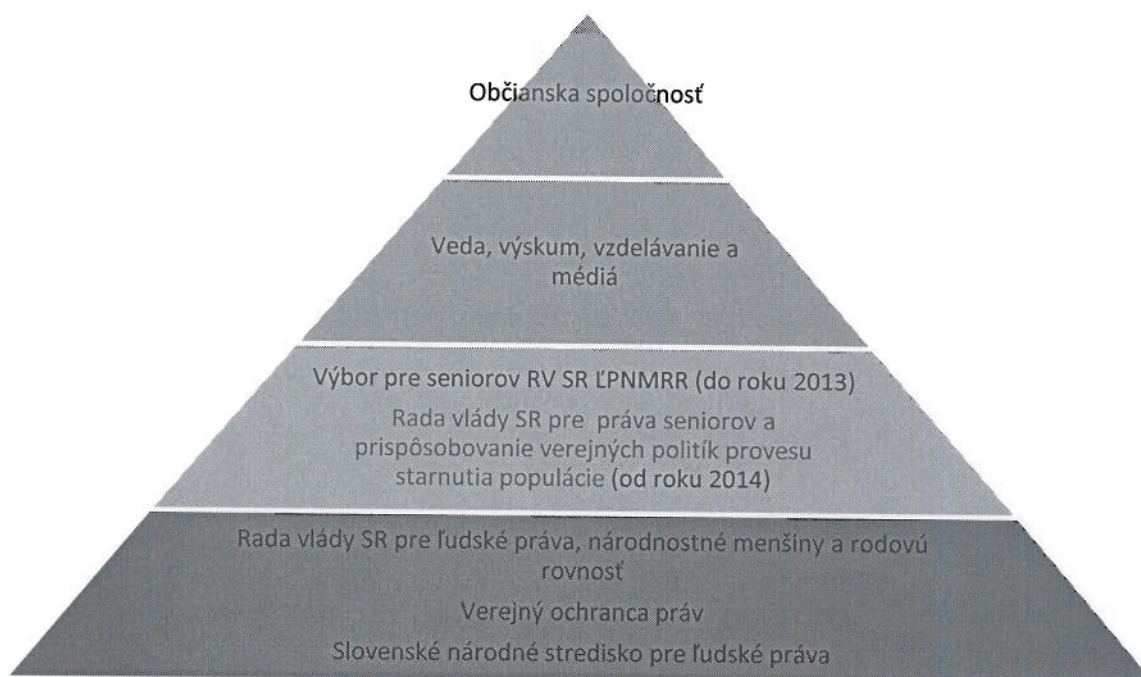 Občianska spoločnosť
Veda, výskum, vzdelávanie a
médiá
Výbor pre seniorov RV SR ĽPNMRR (do roku 2013)
Rada vlády SR pre práva seniorov a
prispôsobovanie verejných politík provesu
starnutia populácie (od roku 2014)
Rada vlády SR pre ľudské práva, národnostné menšiny a rodovú
rovnosť
Verejný ochranca práv
Slovenské národné stredisko pre ľudské práva